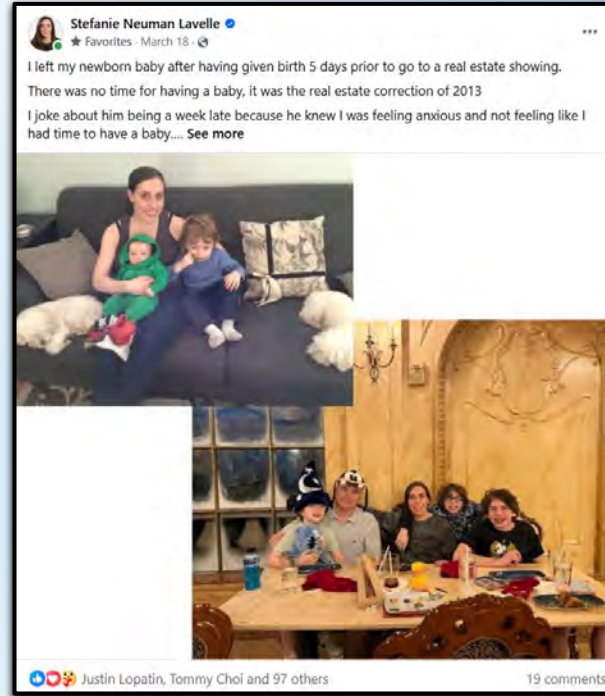 Stefanie Neuman Lavelle
Favorites · March 18 ·
I left my newborn baby after having given birth 5 days prior to go to a real estate showing.
There was no time for having a baby, it was the real estate correction of 2013
I joke about him being a week late because he knew I was feeling anxious and not feeling like I
had time to have a baby.... See more
Justin Lopatin, Tommy Choi and 97 others
19 comments